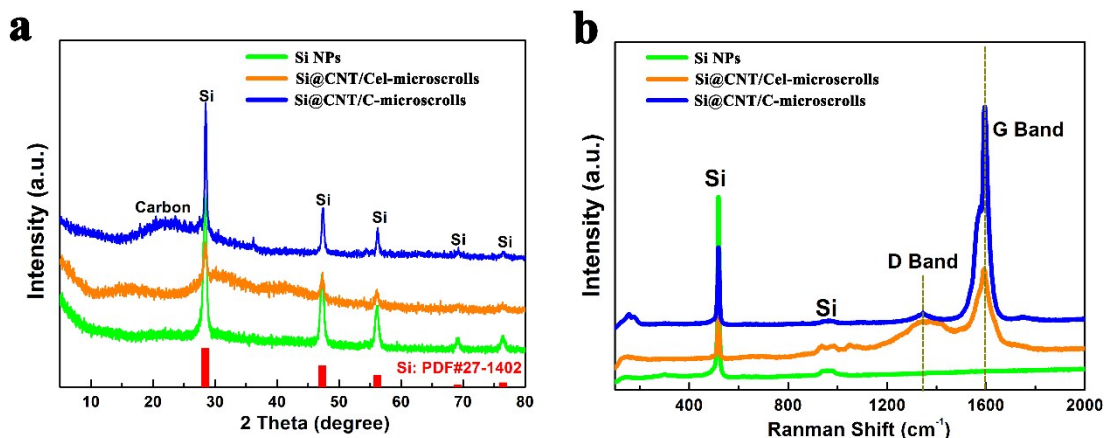 a
Si NPs
Si@CNT/Cel-microscrolls
Si@CNT/C-microscrolls
Si
Carbon
Si
Si
Si
Si
Si: PDF#27-1402
Intensity (a.u.)
10 20 30 40 50 60 70 80
2 Theta (degree)
b
Si NPs
Si@CNT/Cel-microscrolls
Si@CNT/C-microscrolls
G Band
Si
D Band
Si
Intensity (a.u.)
400 800 1200 1600 2000
Ranman Shift (cm⁻¹)